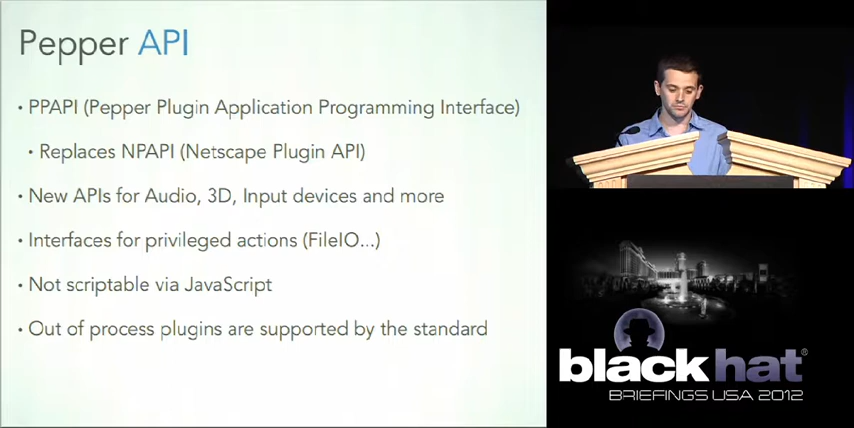 Pepper API
• PPAPI (Pepper Plugin Application Programming Interface)
• Replaces NPAPI (Netscape Plugin API)
• New APIs for Audio, 3D, Input devices and more
• Interfaces for privileged actions (FileIO...)
• Not scriptable via JavaScript
• Out of process plugins are supported by the standard
black hat®
BRIEFINGS USA 2012